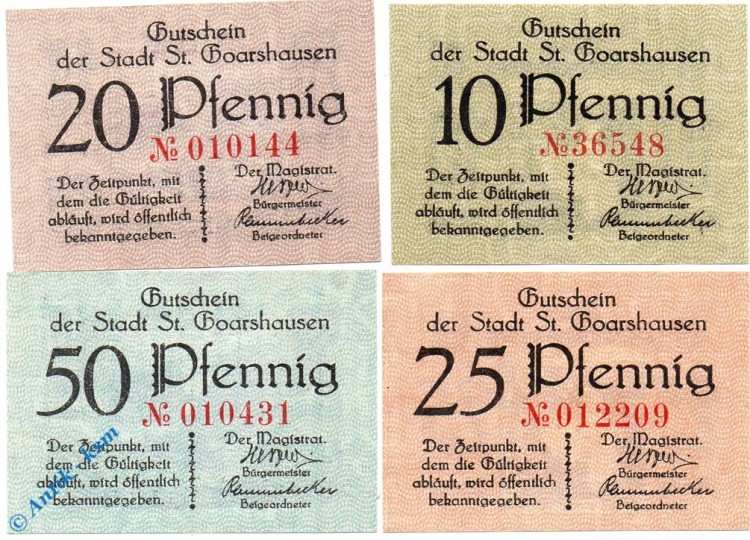 Gutschein
der Stadt St. Goarshausen
20 Pfennig
№ 010144
Der Zeitpunkt, mit
dem die Gültigkeit
abläuft, wird öffentlich
bekanntgegeben.
Der Magistrat.
Herpell
Bürgermeister
Beigeordneter
Gutschein
der Stadt St. Goarshausen
10 Pfennig
№ 36548
Der Zeitpunkt, mit
dem die Gültigkeit
abläuft, wird öffentlich
bekanntgegeben.
Der Magistrat.
Bürgermeister
Beigeordneter
Gutschein
der Stadt St. Goarshausen
50 Pfennig
№ 010431
Der Zeitpunkt, mit
dem die Gültigkeit
abläuft, wird öffentlich
bekanntgegeben.
Der Magistrat.
Bürgermeister
Beigeordneter
Gutschein
der Stadt St. Goarshausen
25 Pfennig
№ 012209
Der Zeitpunkt, mit
dem die Gültigkeit
abläuft, wird öffentlich
bekanntgegeben.
Der Magistrat.
Bürgermeister
Beigeordneter